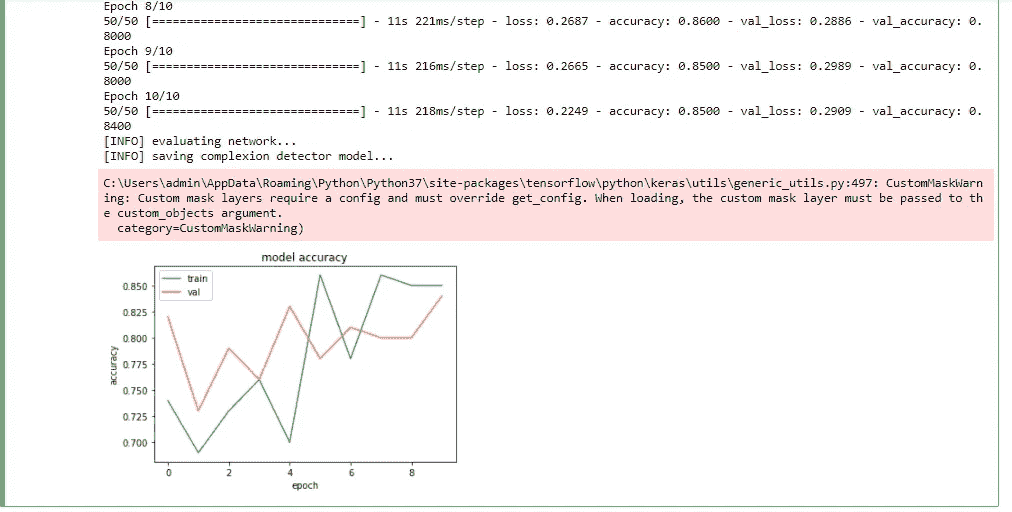 Epoch 8/10
50/50 [==============================] - 11s 221ms/step - loss: 0.2687 - accuracy: 0.8600 - val_loss: 0.2886 - val_accuracy: 0.
8000
Epoch 9/10
50/50 [==============================] - 11s 216ms/step - loss: 0.2665 - accuracy: 0.8500 - val_loss: 0.2989 - val_accuracy: 0.
8000
Epoch 10/10
50/50 [==============================] - 11s 218ms/step - loss: 0.2249 - accuracy: 0.8500 - val_loss: 0.2909 - val_accuracy: 0.
8400
[INFO] evaluating network...
[INFO] saving complexion detector model...
C:\Users\admin\AppData\Roaming\Python\Python37\site-packages\tensorflow\python\keras\utils\generic_utils.py:497: CustomMaskWarn
ing: Custom mask layers require a config and must override get_config. When loading, the custom mask layer must be passed to th
e custom_objects argument.
category=CustomMaskWarning)
model accuracy
train
val
0.850
0.825
0.800
0.775
0.750
0.725
0.700
accuracy
0 2 4 6 8
epoch